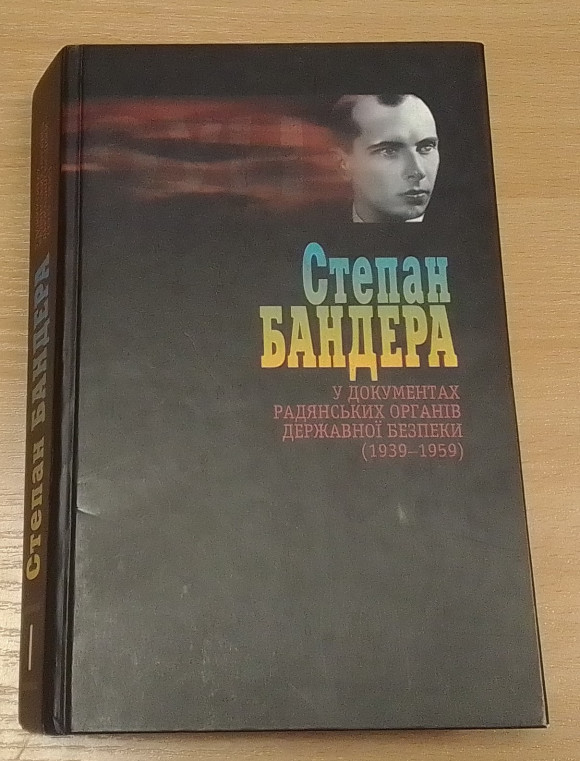 Степан
БАНДЕРА
У ДОКУМЕНТАХ
РАДЯНСЬКИХ ОРГАНІВ
ДЕРЖАВНОЇ БЕЗПЕКИ
(1939–1959)
Степан БАНДЕРА
I